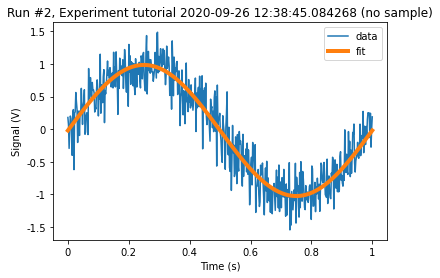 Run #2, Experiment tutorial 2020-09-26 12:38:45.084268 (no sample)
data
fit
1.5
1
0.5
0
-0.5
-1
-1.5
Signal (V)
0
0.2
0.4
0.6
0.8
1
Time (s)